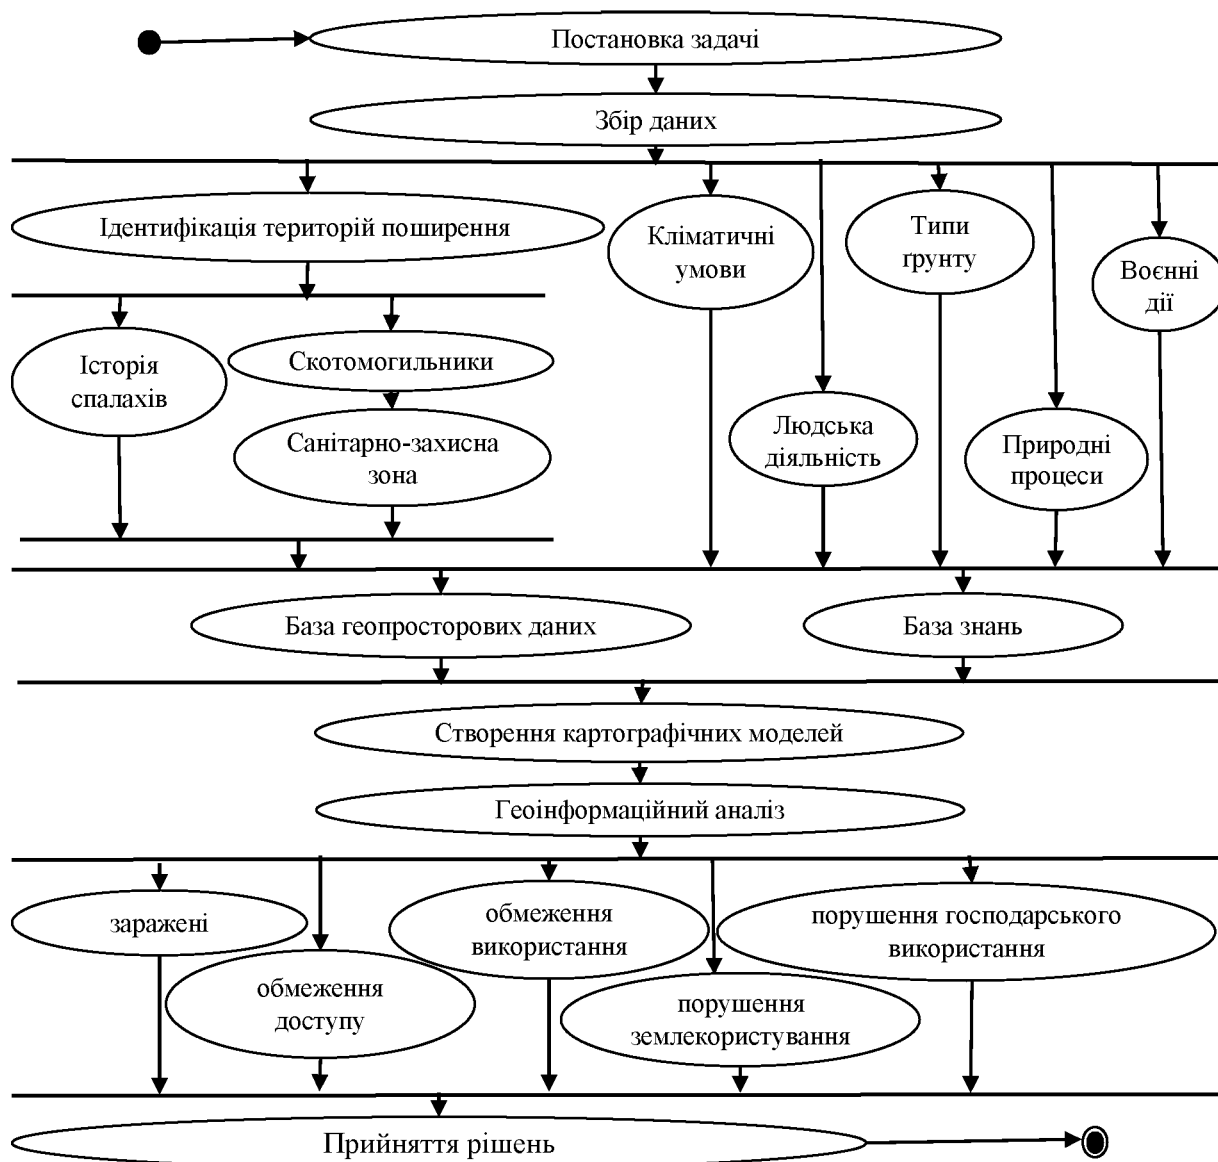 Постановка задачі
Збір даних
Ідентифікація територій поширення
Кліматичні
умови
Типи
ґрунту
Воєнні
дії
Історія
спалахів
Скотомогильники
Санітарно-захисна
зона
Людська
діяльність
Природні
процеси
База геопросторових даних
База знань
Створення картографічних моделей
Геоінформаційний аналіз
заражені
обмеження
доступу
обмеження
використання
порушення
землекористування
порушення господарського
використання
Прийняття рішень